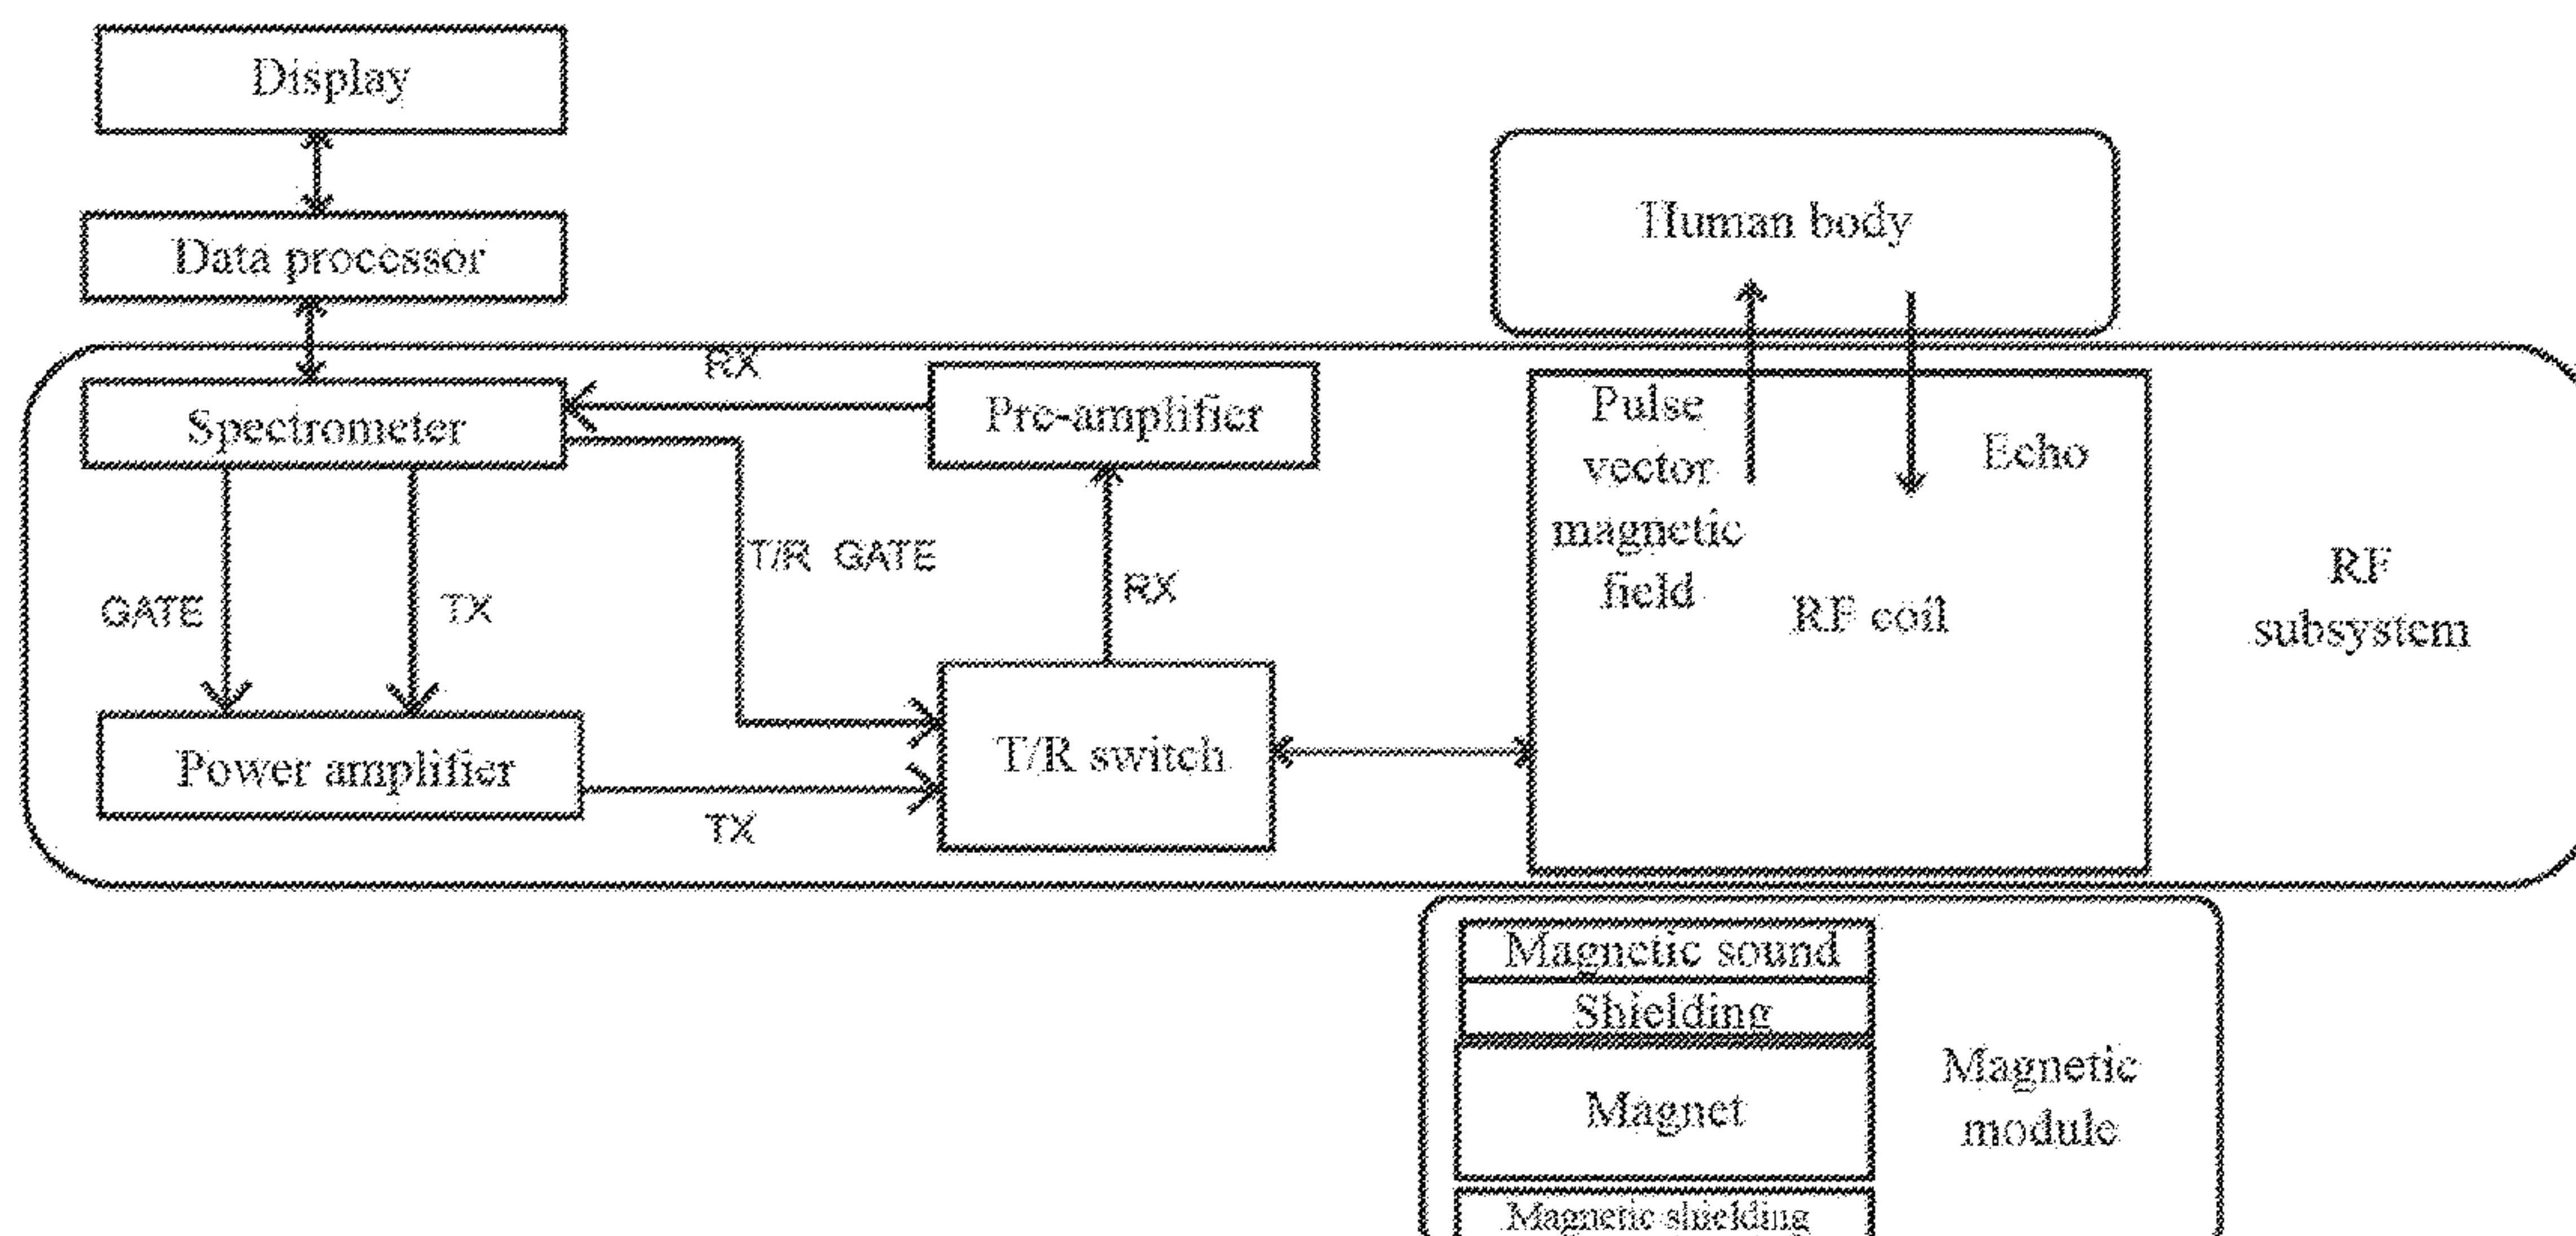 Display
Human body
Data processor
RX
Spectrometer
Pre-amplifier
Pulse
vector
magnetic
field
Echo
T/R GATE
GATE
TX
RX
RF coil
RF
subsystem
Power amplifier
T/R switch
TX
Magnetic sound
Shielding
Magnet
Magnetic
module
Magnetic shielding